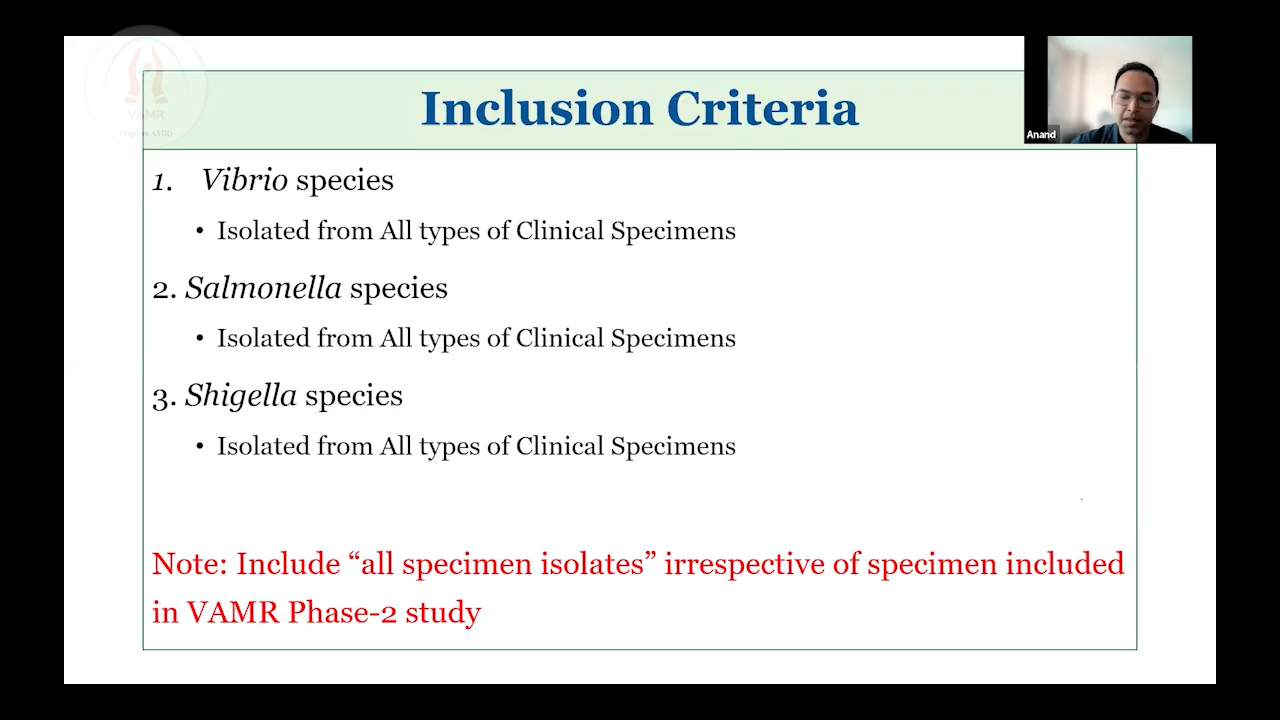 VAMR
Inclusion Criteria
Anand
1. Vibrio species
• Isolated from All types of Clinical Specimens
2. Salmonella species
• Isolated from All types of Clinical Specimens
3. Shigella species
• Isolated from All types of Clinical Specimens
Note: Include “all specimen isolates” irrespective of specimen included
in VAMR Phase-2 study